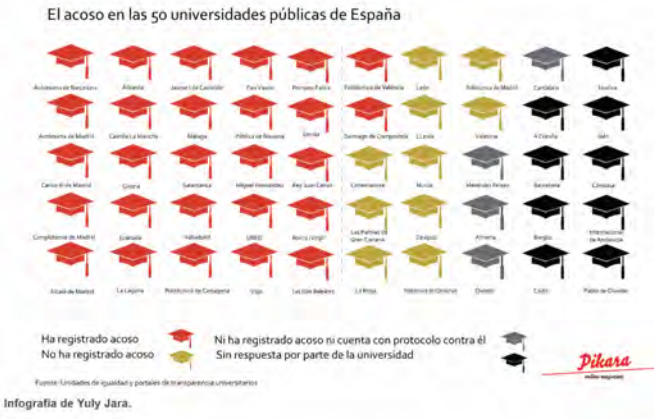 El acoso en las 50 universidades públicas de España
Autónoma de Barcelona Alicante Jaume I de Castellón País Vasco Pompeu Fabra Politécnica de Valencia León Politécnica de Madrid Cantabria Huelva
Autónoma de Madrid Castilla La Mancha Málaga Pública de Navarra Sevilla Santiago de Compostela LLeida Valencia A Coruña Jaén
Carlos III de Madrid Girona Salamanca Miguel Hernández Rey Juan Carlos Extremadura Murcia Menéndez Pelayo Barcelona Córdoba
Complutense de Madrid Granada Valladolid UNED Rovira i Virgili Las Palmas de Gran Canaria Zaragoza Almería Burgos Internacional de Andalucía
Alcalá de Madrid La Laguna Politécnica de Cartagena Vigo Les Illes Balears La Rioja Politécnica de Oviedo Cádiz Pablo de Olavide
Ha registrado acoso
No ha registrado acoso
Ni ha registrado acoso ni cuenta con protocolo contra él
Sin respuesta por parte de la universidad
Pikara
online magazine
Fuente: Unidades de igualdad y portales de transparencia universitarios
Infografía de Yuly Jara.